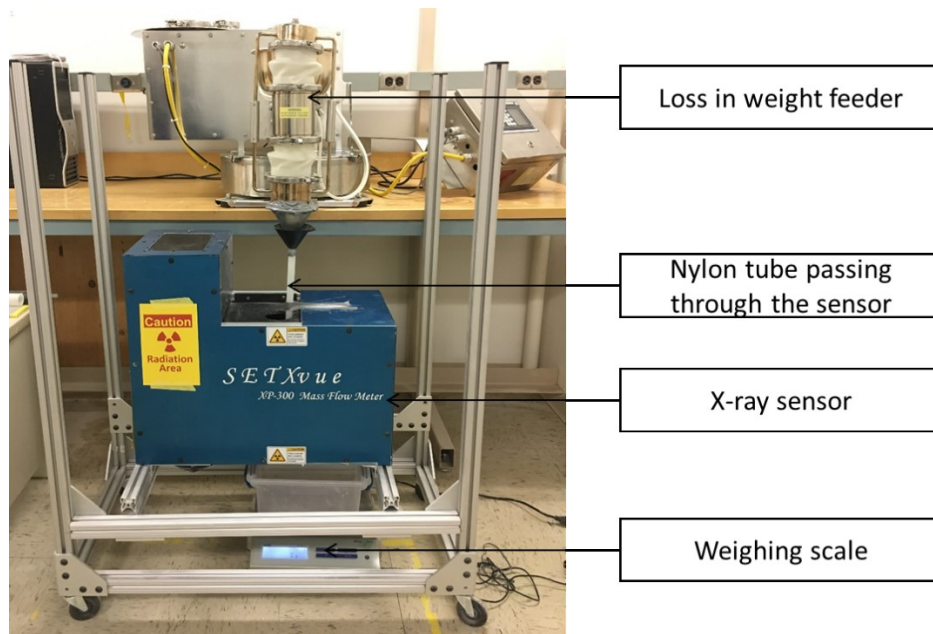 Loss in weight feeder
Nylon tube passing
through the sensor
Caution
Radiation
Area
SETXvue
XP-300 Mass Flow Meter
X-ray sensor
Weighing scale